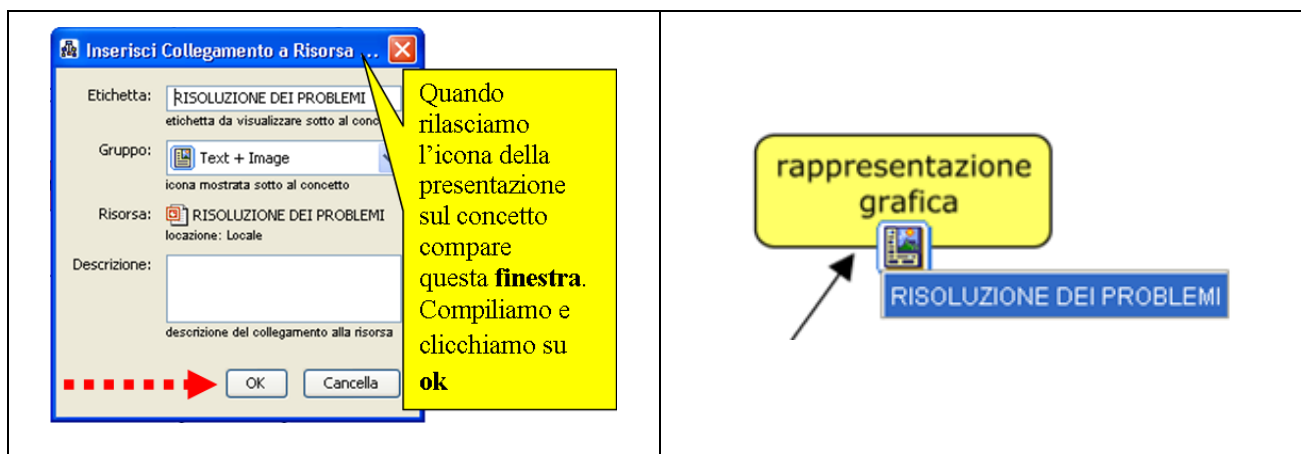 Inserisci Collegamento a Risorsa ...
Etichetta:
RISOLUZIONE DEI PROBLEMI
etichetta da visualizzare sotto al conc
Gruppo:
Text + Image
icona mostrata sotto al concetto
Risorsa:
RISOLUZIONE DEI PROBLEMI
locazione: Locale
Descrizione:
descrizione del collegamento alla risorsa
OK
Cancella
Quando
rilasciamo
l’icona della
presentazione
sul concetto
compare
questa finestra.
Compiliamo e
clicchiamo su
ok
rappresentazione
grafica
RISOLUZIONE DEI PROBLEMI